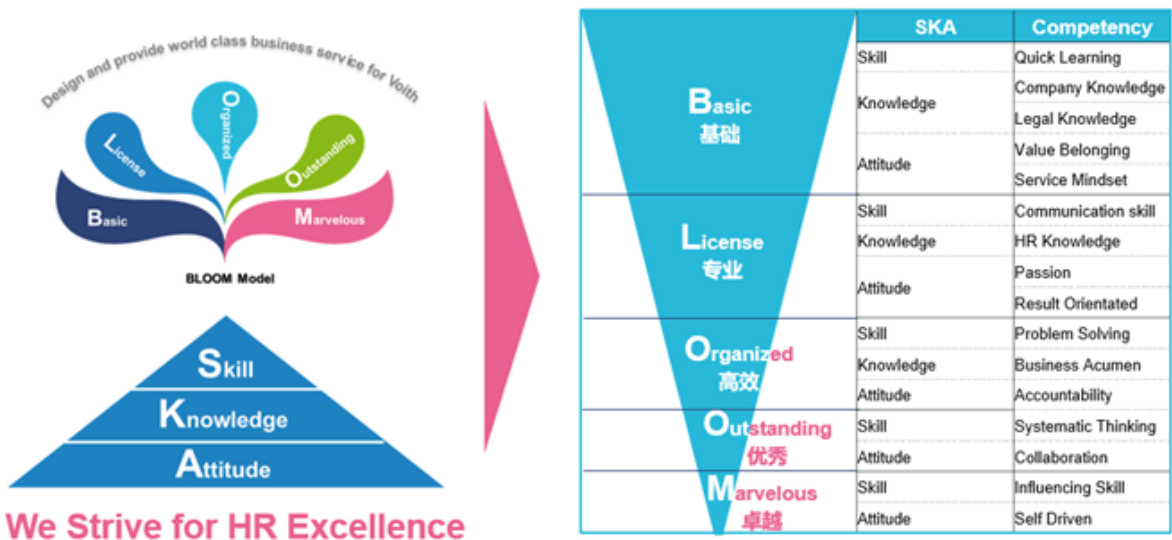 Design and provide world class business service for Voith
Organized
License
Outstanding
Basic
Marvelous
BLOOM Model
Skill
Knowledge
Attitude
We Strive for HR Excellence
SKA Competency
Basic
基础
Skill Quick Learning
Knowledge Company Knowledge
Legal Knowledge
Attitude Value Belonging
Service Mindset
License
专业
Skill Communication skill
Knowledge HR Knowledge
Attitude Passion
Result Orientated
Organized
高效
Skill Problem Solving
Knowledge Business Acumen
Attitude Accountability
Outstanding
优秀
Skill Systematic Thinking
Attitude Collaboration
Marvelous
卓越
Skill Influencing Skill
Attitude Self Driven